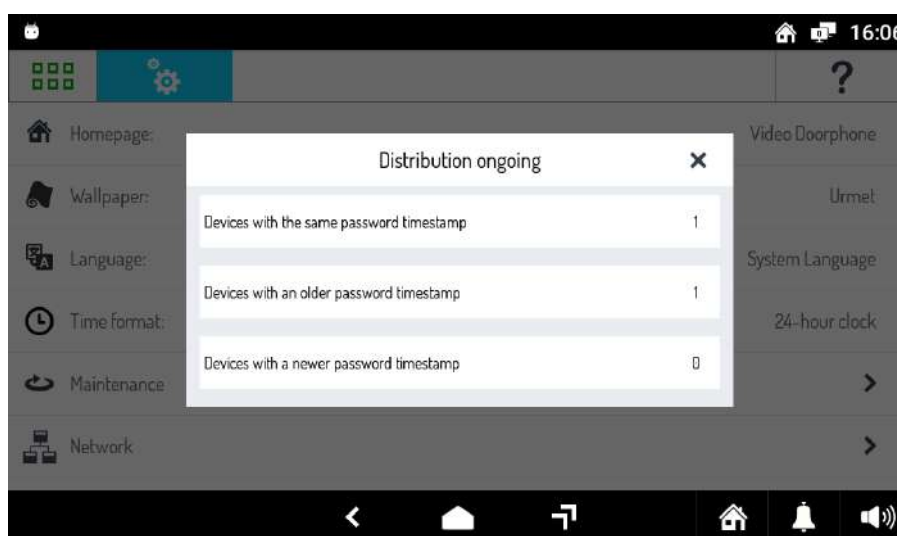 16:06
?
Homepage:
Video Doorphone
Distribution ongoing
Wallpaper:
Urmet
Devices with the same password timestamp
1
Language:
System Language
Devices with an older password timestamp
1
Time format:
24-hour clock
Devices with a newer password timestamp
0
Maintenance
Network